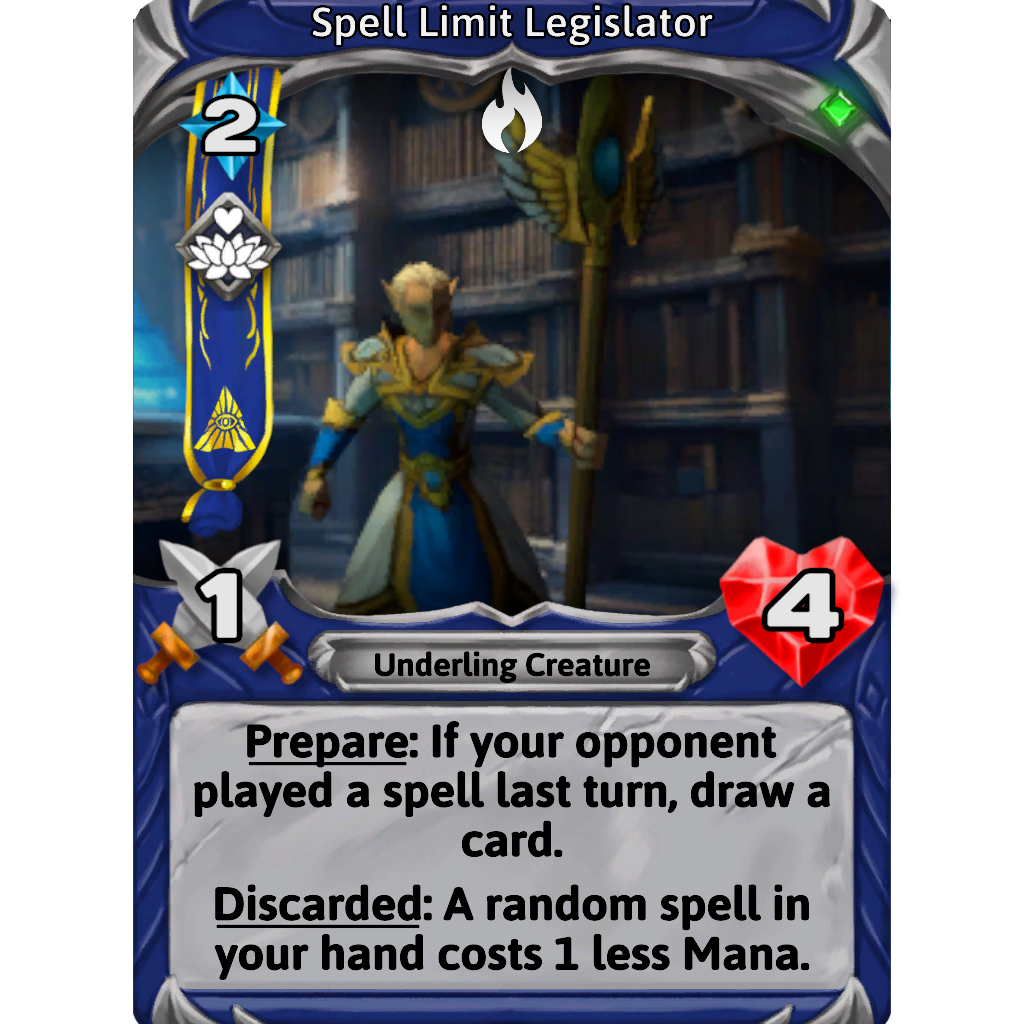 Spell Limit Legislator
2
1
4
Underling Creature
Prepare: If your opponent
played a spell last turn, draw a
card.
Discarded: A random spell in
your hand costs 1 less Mana.